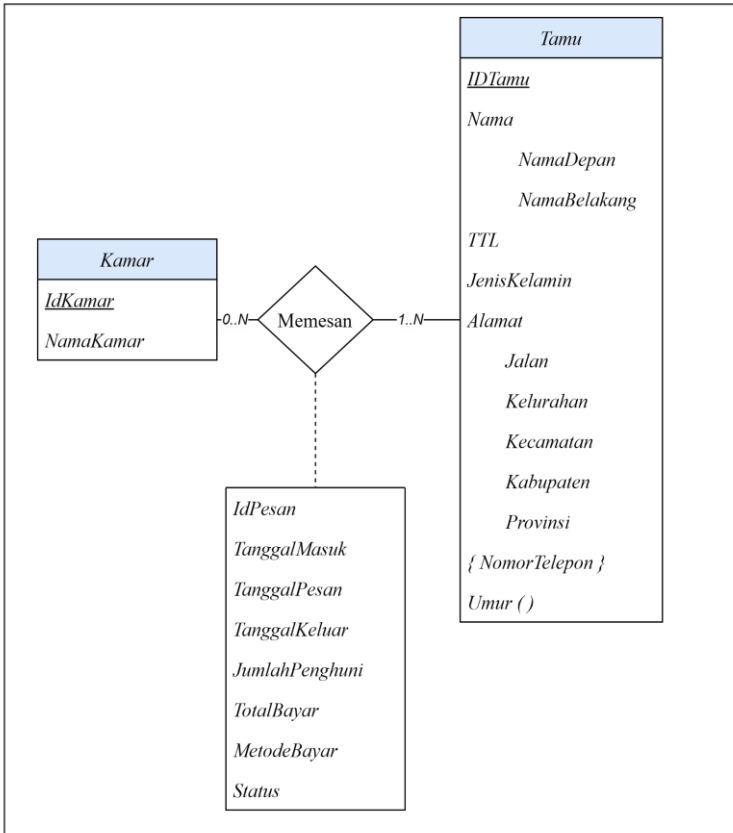 Tamu
IDTamu
Nama
NamaDepan
NamaBelakang
TTL
JenisKelamin
Alamat
Jalan
Kelurahan
Kecamatan
Kabupaten
Provinsi
{ NomorTelepon }
Umur ( )
Kamar
IdKamar
NamaKamar
0..N
Memesan
1..N
IdPesan
TanggalMasuk
TanggalPesan
TanggalKeluar
JumlahPenghuni
TotalBayar
MetodeBayar
Status